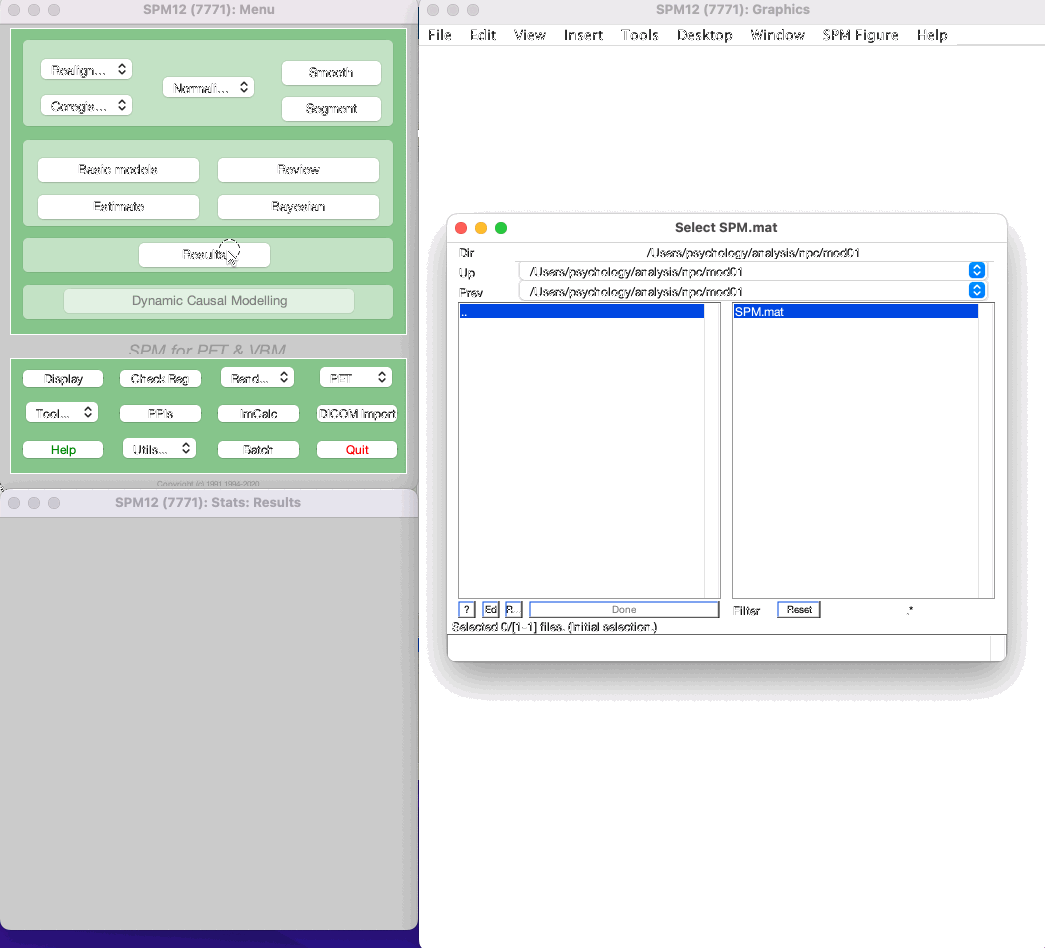 SPM12 (7771): Menu
Realign...
Normali...
Smooth
Coregis...
Segment
Basic models
Review
Estimate
Bayesian
Results
Dynamic Causal Modelling
SPM for PET & VBM
Display
Check Reg
Rend...
PET
Tool...
PPIs
ImCalc
DICOM Import
Help
Utils...
Batch
Quit
Copyright (c) 1991,1994-2020
SPM12 (7771): Stats: Results
SPM12 (7771): Graphics
File Edit View Insert Tools Desktop Window SPM Figure Help
Select SPM.mat
Dir /Users/psychology/analysis/npc/mod01
Up /Users/psychology/analysis/npc/mod01
Prev /Users/psychology/analysis/npc/mod01
..
SPM.mat
? Ed R... Done Filter Reset .*
Selected 0/[1-1] files. (Initial selection.)